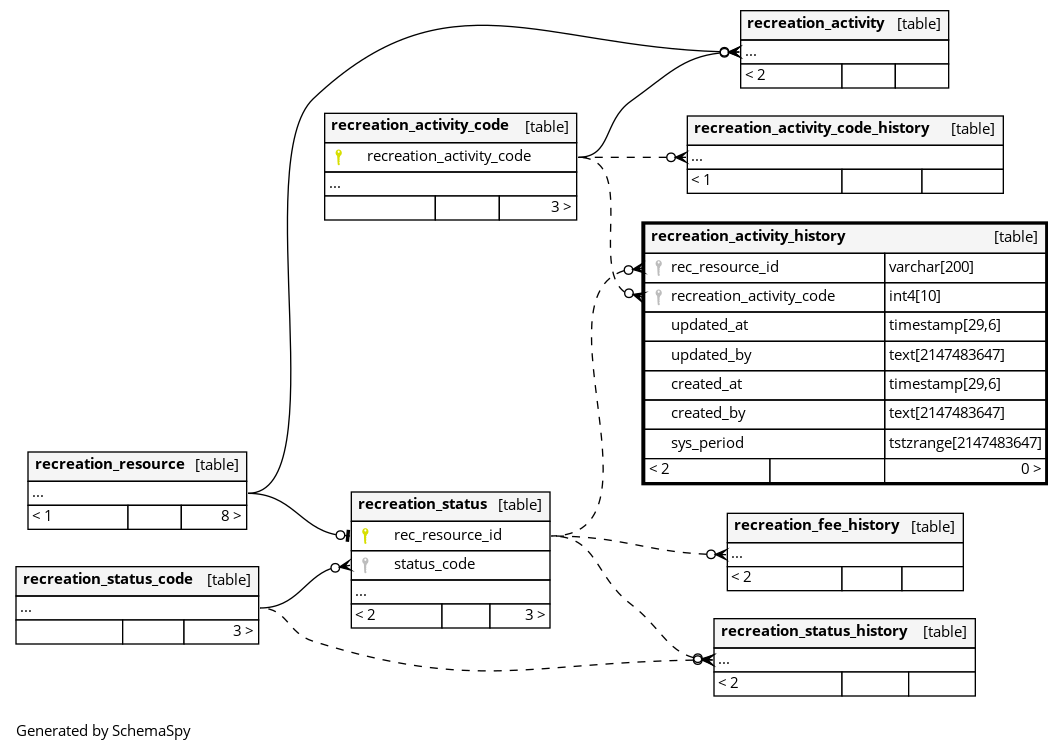 recreation_activity [table]
...
< 2
recreation_activity_code [table]
recreation_activity_code
...
3 >
recreation_activity_code_history [table]
...
< 1
recreation_activity_history [table]
rec_resource_id varchar[200]
recreation_activity_code int4[10]
updated_at timestamp[29,6]
updated_by text[2147483647]
created_at timestamp[29,6]
created_by text[2147483647]
sys_period tstzrange[2147483647]
< 2 0 >
recreation_resource [table]
...
< 1 8 >
recreation_status [table]
rec_resource_id
status_code
...
< 2 3 >
recreation_fee_history [table]
...
< 2
recreation_status_code [table]
...
3 >
recreation_status_history [table]
...
< 2
Generated by SchemaSpy